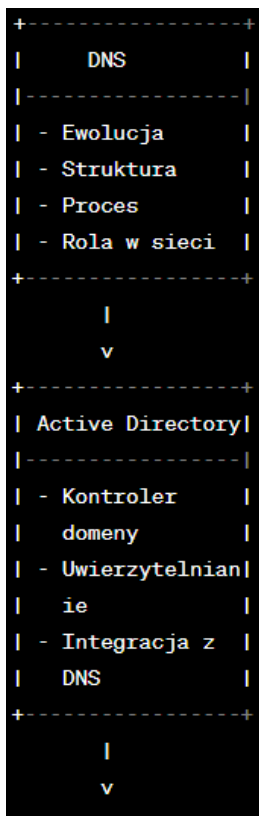 +-----------------+
|     DNS         |
|-----------------|
| - Ewolucja      |
| - Struktura     |
| - Proces        |
| - Rola w sieci  |
+-----------------+
|
v
+-----------------+
| Active Directory|
|-----------------|
| - Kontroler     |
|   domeny        |
| - Uwierzytelnian|
|   ie            |
| - Integracja z  |
|   DNS           |
+-----------------+
|
v